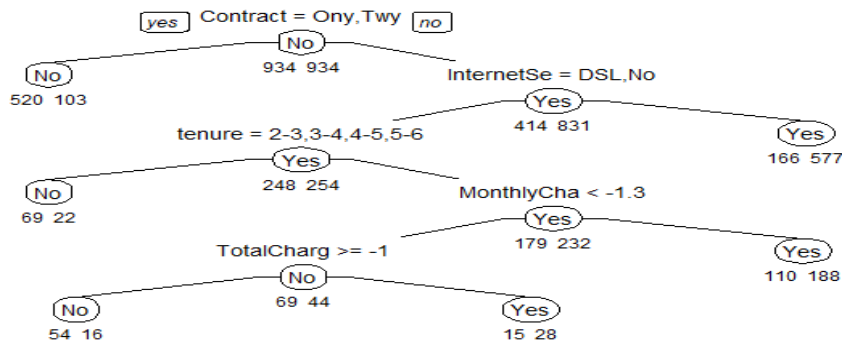 yes Contract = Ony,Twy no
No
934 934
No
520 103
InternetSe = DSL,No
Yes
414 831
tenure = 2-3,3-4,4-5,5-6
Yes
248 254
Yes
166 577
No
69 22
MonthlyCha < -1.3
Yes
179 232
TotalCharg >= -1
No
69 44
Yes
110 188
No
54 16
Yes
15 28